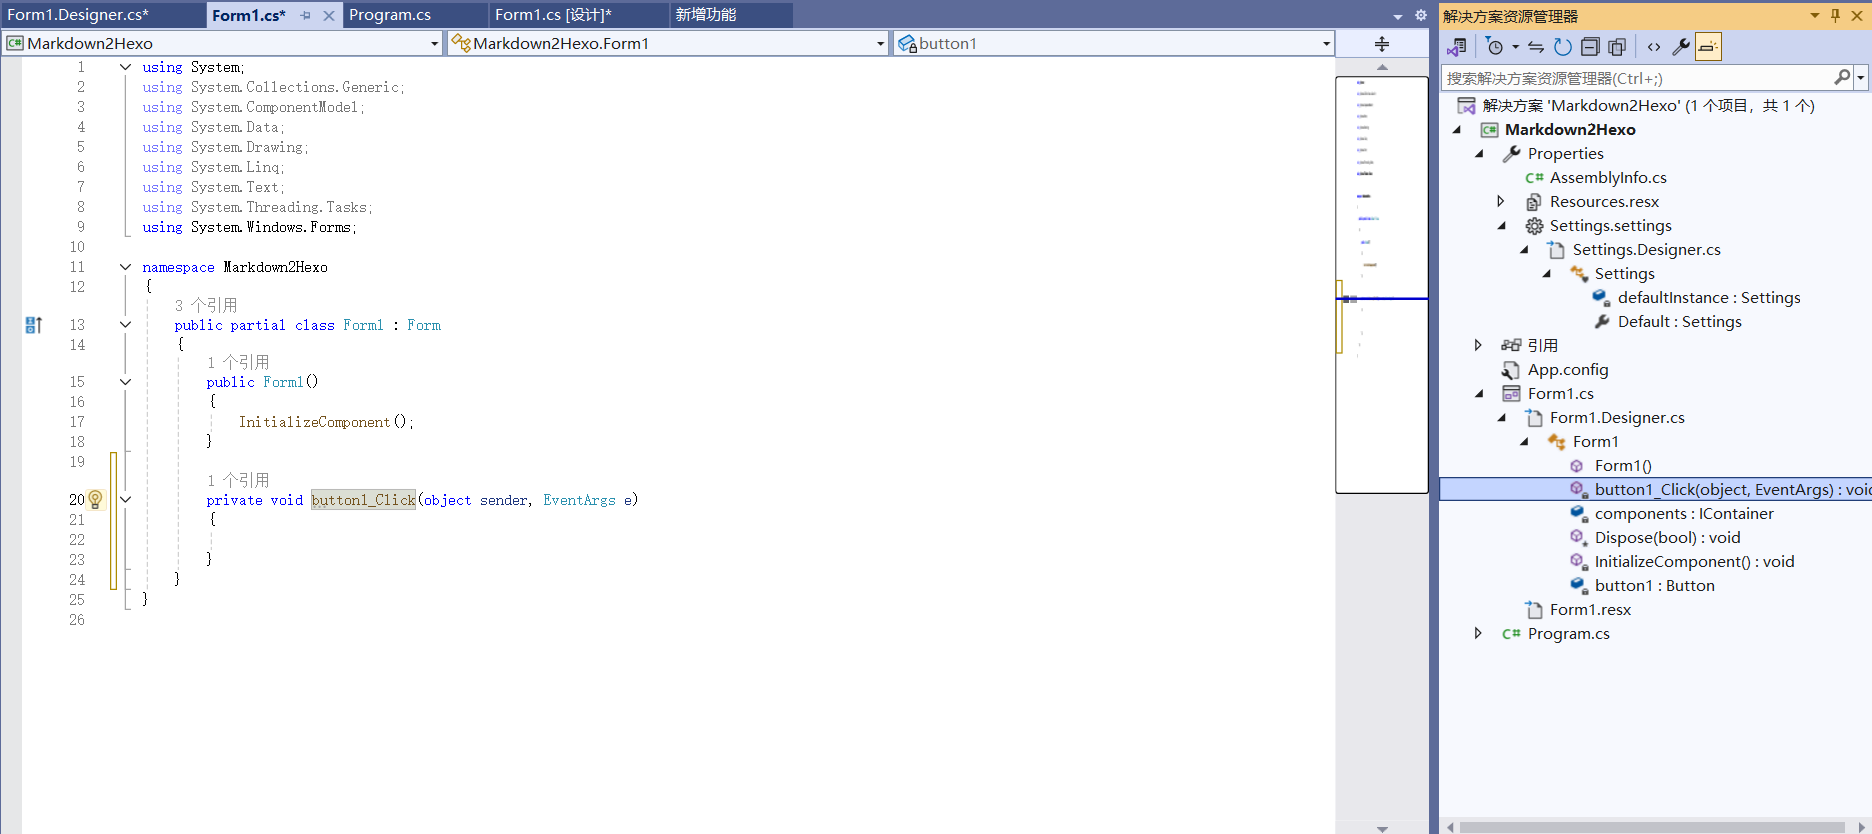 Form1.Designer.cs*
Form1.cs*
Program.cs
Form1.cs [设计]*
新增功能
Markdown2Hexo
Markdown2Hexo.Form1
button1
1 using System;
2 using System.Collections.Generic;
3 using System.ComponentModel;
4 using System.Data;
5 using System.Drawing;
6 using System.Linq;
7 using System.Text;
8 using System.Threading.Tasks;
9 using System.Windows.Forms;
10
11 namespace Markdown2Hexo
12 {
3 个引用
13 public partial class Form1 : Form
14 {
1 个引用
15 public Form1()
16 {
17 InitializeComponent();
18 }
19
1 个引用
20 private void button1_Click(object sender, EventArgs e)
21 {
22
23 }
24 }
25 }
26
解决方案资源管理器
搜索解决方案资源管理器(Ctrl+;)
解决方案 'Markdown2Hexo' (1 个项目，共 1 个)
C# Markdown2Hexo
Properties
C# AssemblyInfo.cs
Resources.resx
Settings.settings
Settings.Designer.cs
Settings
defaultInstance : Settings
Default : Settings
引用
App.config
Form1.cs
Form1.Designer.cs
Form1
Form1()
button1_Click(object, EventArgs) : void
components : IContainer
Dispose(bool) : void
InitializeComponent() : void
button1 : Button
Form1.resx
C# Program.cs